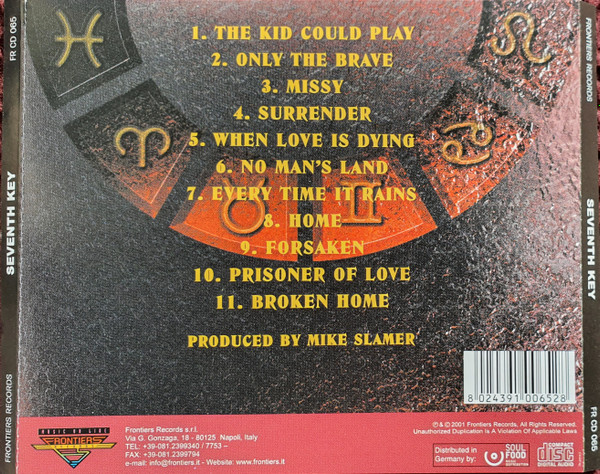 FR CD 065
SEVENTH KEY
FRONTIERS RECORDS
1. THE KID COULD PLAY
2. ONLY THE BRAVE
3. MISSY
4. SURRENDER
5. WHEN LOVE IS DYING
6. NO MAN'S LAND
7. EVERY TIME IT RAINS
8. HOME
9. FORSAKEN
10. PRISONER OF LOVE
11. BROKEN HOME
PRODUCED BY MIKE SLAMER
8 024391 006528
MUSIC ON LINE
FRONTIERS
RECORDS
Frontiers Records s.r.l.
Via G. Gonzaga, 18 - 80125 Napoli, Italy
TEL: +39-081.2399340 / 7753 –
FAX: +39-081.2399794
e-mail: info@frontiers.it - Website: www.frontiers.it
℗ & © 2001 Frontiers Records. All Rights Reserved.
Unauthorized Duplication Is A Violation Of Applicable Laws
Distributed in
Germany by:
SOUL
FOOD
MUSIC DISTRIBUTION
COMPACT
disc
DIGITAL AUDIO
FRONTIERS RECORDS
SEVENTH KEY
FR CD 065